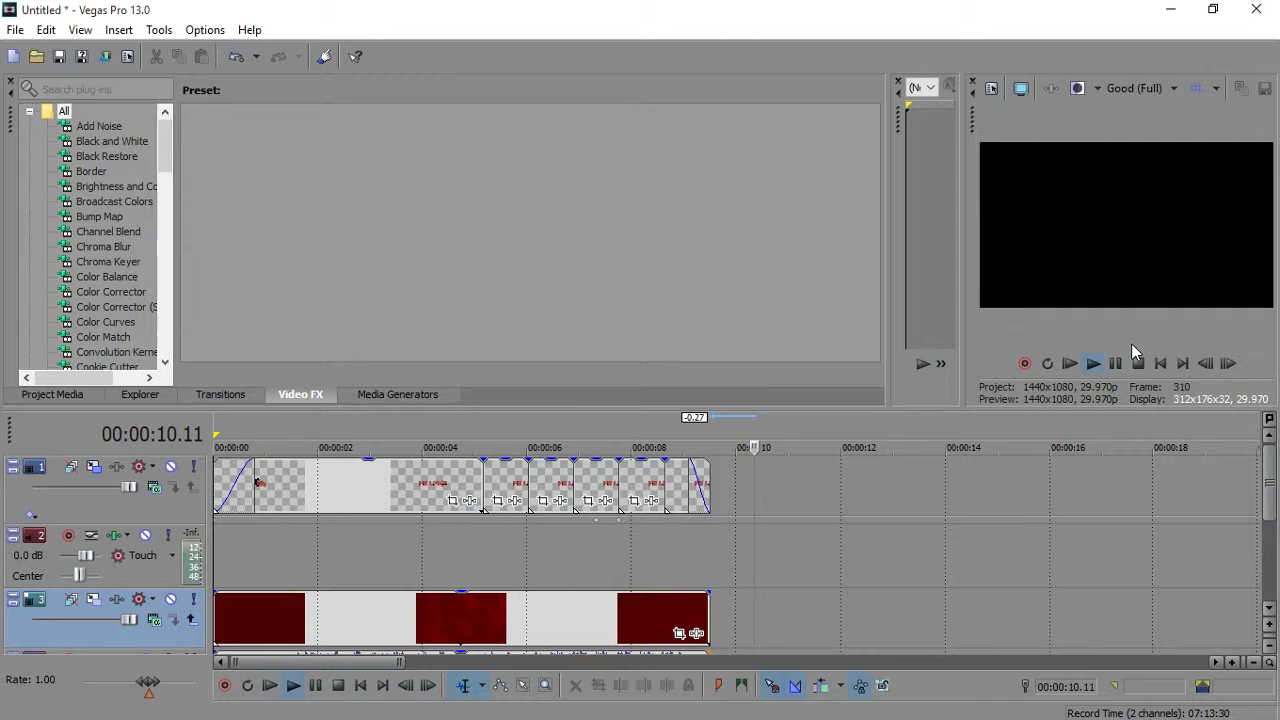 Untitled * - Vegas Pro 13.0
File Edit View Insert Tools Options Help
Search plug-ins
Preset:
Good (Full)
All
Add Noise
Black and White
Black Restore
Border
Brightness and Co
Broadcast Colors
Bump Map
Channel Blend
Chroma Blur
Chroma Keyer
Color Balance
Color Corrector
Color Corrector (S
Color Curves
Color Match
Convolution Kerne
Cookie Cutter
Project Media Explorer Transitions Video FX Media Generators
Project: 1440x1080, 29.970p Frame: 310
Preview: 1440x1080, 29.970p Display: 312x176x32, 29.970
-0.27
00:00:10.11
00:00:00 00:00:02 00:00:04 00:00:06 00:00:08 00:00:10 00:00:12 00:00:14 00:00:16 00:00:18
1
2 -Inf.
0.0 dB Touch
12
24
36
48
Center
3
Rate: 1.00
00:00:10.11
Record Time (2 channels): 07:13:30